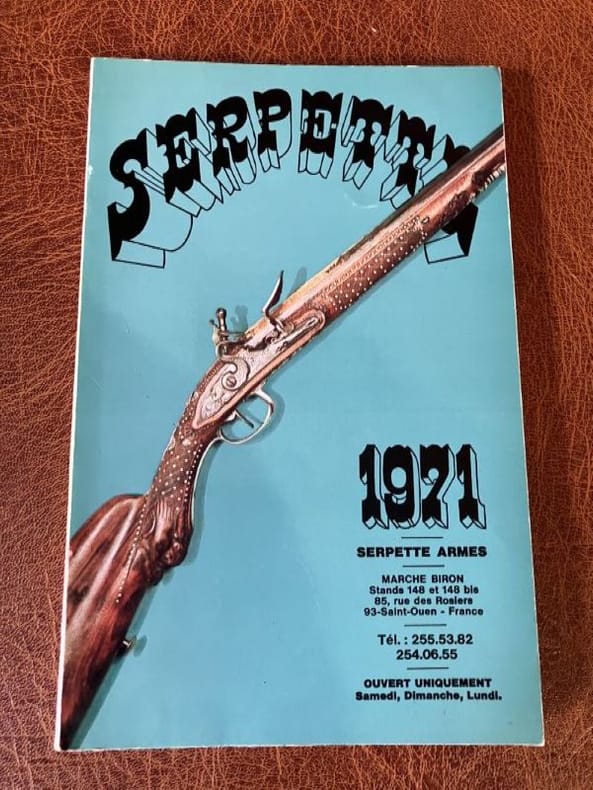 SERPETTE
1971
SERPETTE ARMES
MARCHE BIRON
Stands 148 et 148 bis
85, rue des Rosiers
93-Saint-Ouen - France
Tél. : 255.53.82
254.06.55
OUVERT UNIQUEMENT
Samedi, Dimanche, Lundi.